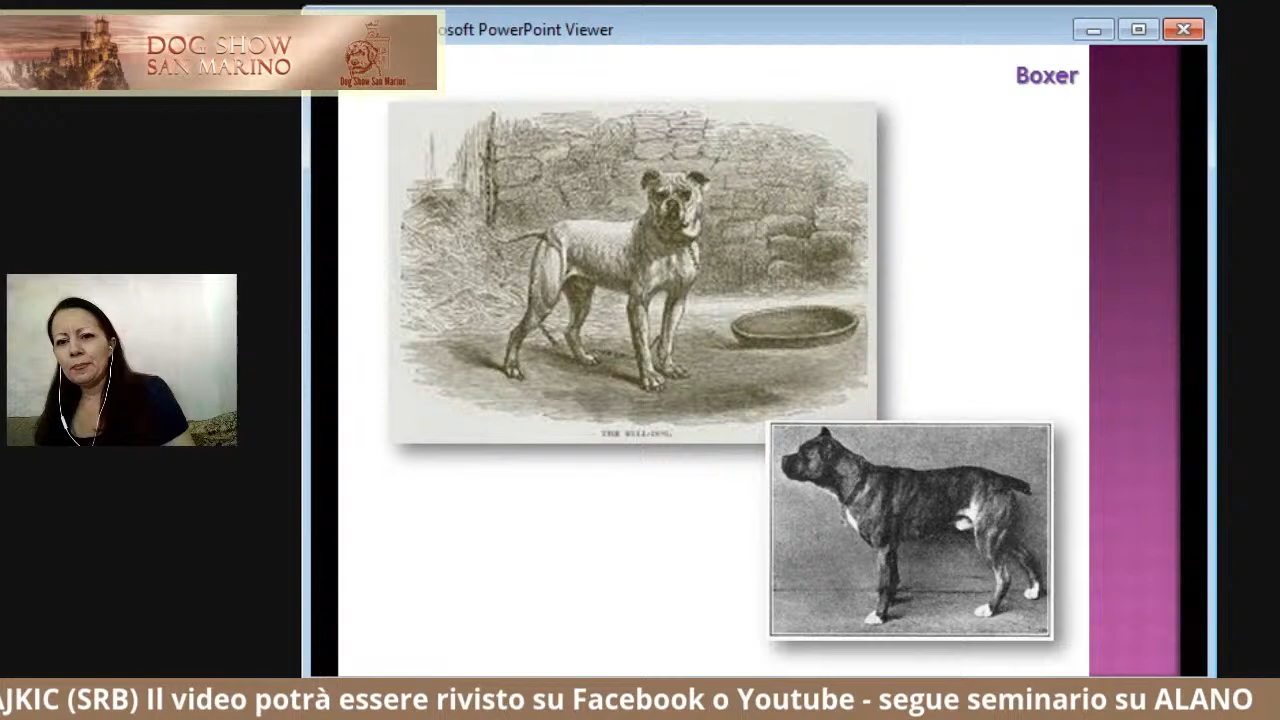 DOG SHOW
SAN MARINO
Dog Show San Marino
osoft PowerPoint Viewer
Boxer
THE BULL-DOG.
AJKIC (SRB) Il video potrà essere rivisto su Facebook o Youtube - segue seminario su ALANO